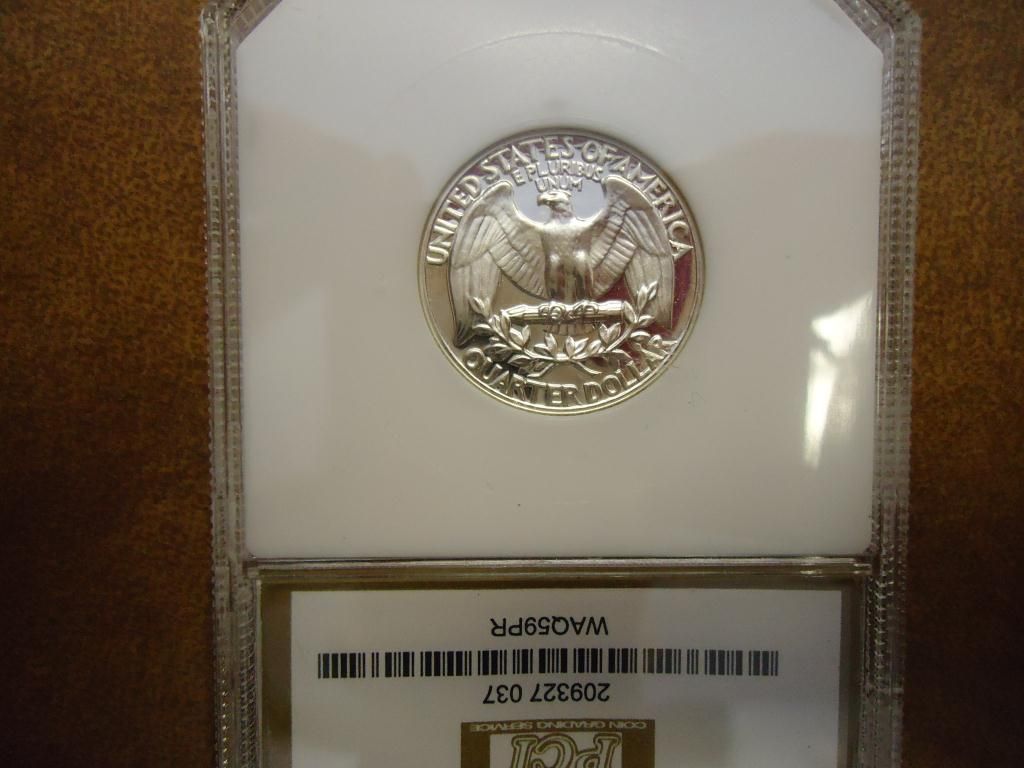 UNITED STATES OF AMERICA
E PLURIBUS
UNUM
QUARTER DOLLAR
PCI
COIN GRADING SERVICE
209327 037
WAQ59PR